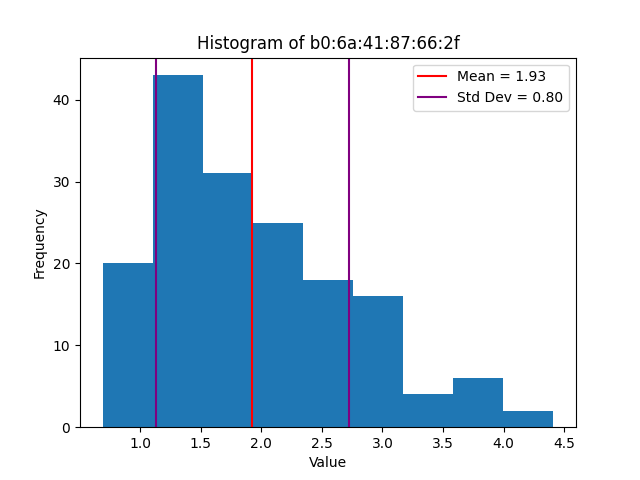 Histogram of b0:6a:41:87:66:2f
Mean = 1.93
Std Dev = 0.80
Frequency
40
30
20
10
0
1.0 1.5 2.0 2.5 3.0 3.5 4.0 4.5
Value